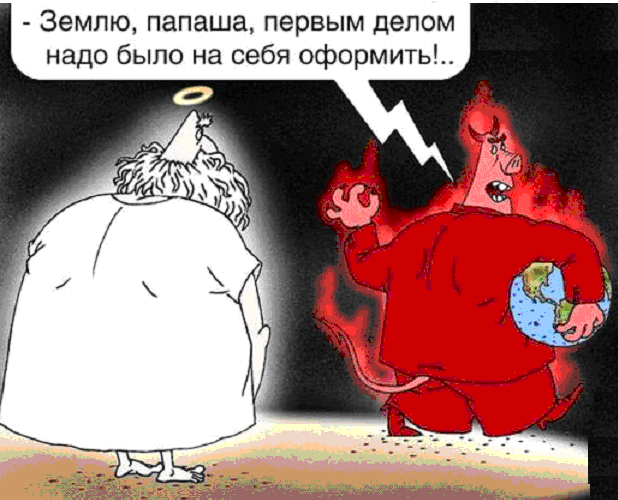 - Землю, папаша, первым делом
надо было на себя оформить!..